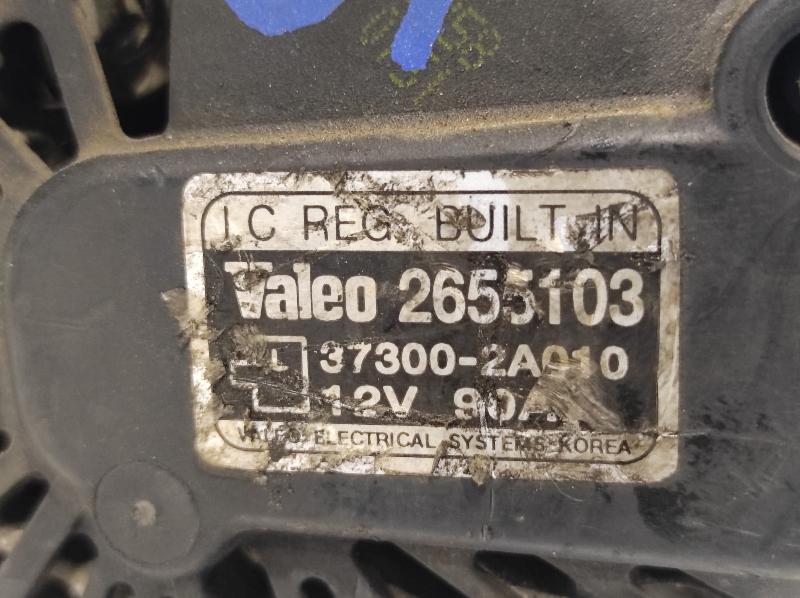 I C REG. BUILT IN
Valeo 2655103
37300-2A010
12V 90A
VALEO ELECTRICAL SYSTEMS KOREA